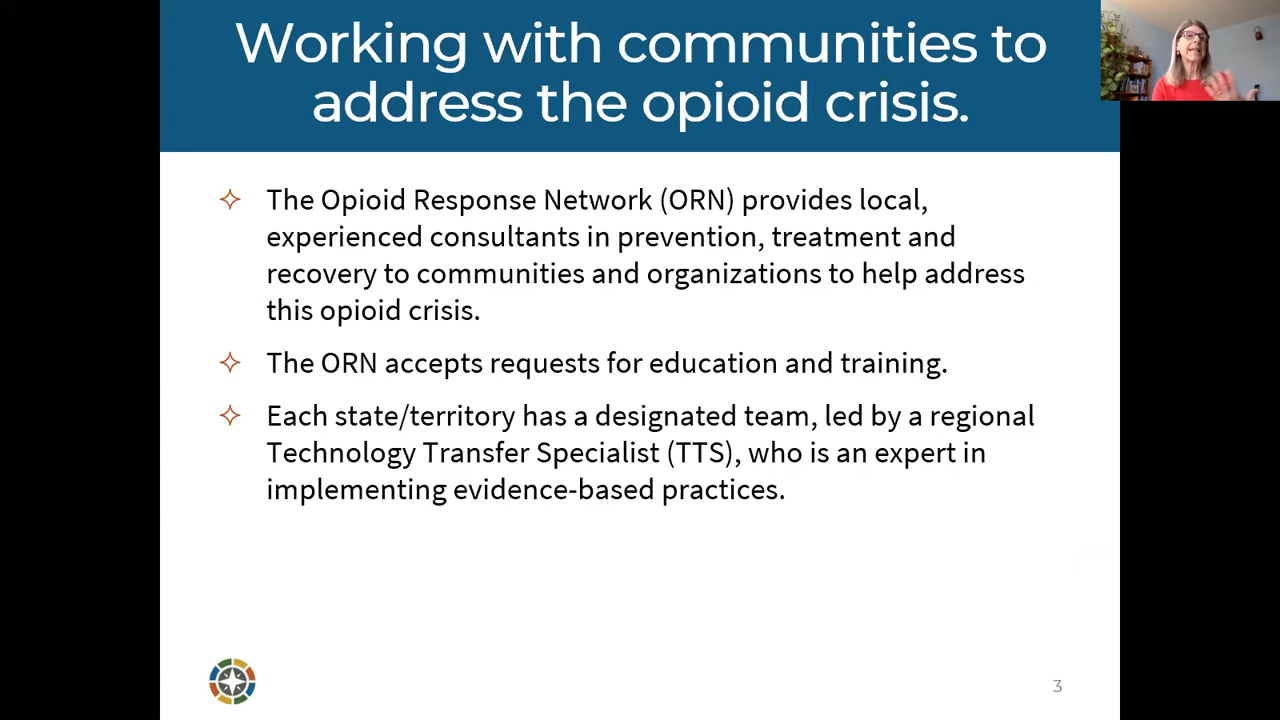 Working with communities to
address the opioid crisis.
The Opioid Response Network (ORN) provides local,
experienced consultants in prevention, treatment and
recovery to communities and organizations to help address
this opioid crisis.
The ORN accepts requests for education and training.
Each state/territory has a designated team, led by a regional
Technology Transfer Specialist (TTS), who is an expert in
implementing evidence-based practices.
3